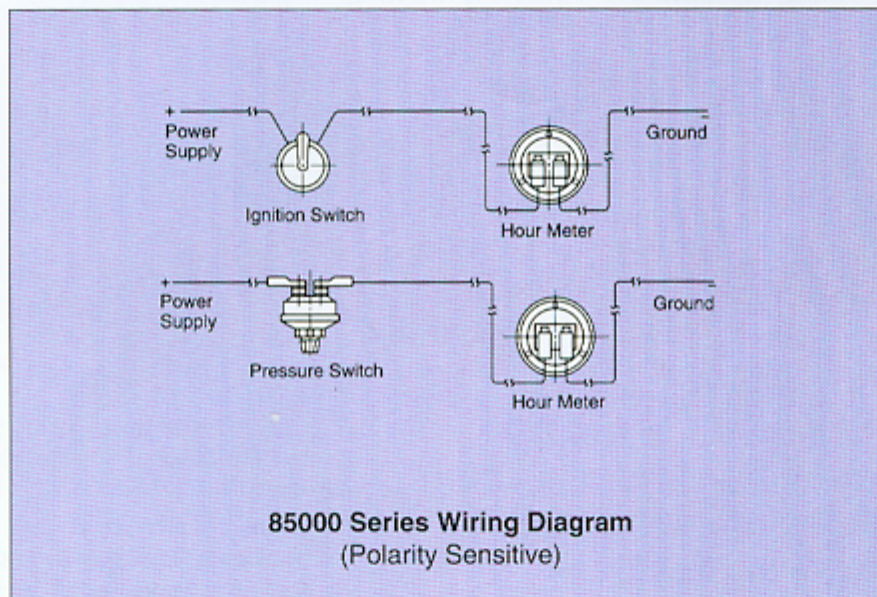 +
Power
Supply
Ignition Switch
Hour Meter
Ground
−
+
Power
Supply
Pressure Switch
Hour Meter
Ground
−
85000 Series Wiring Diagram
(Polarity Sensitive)